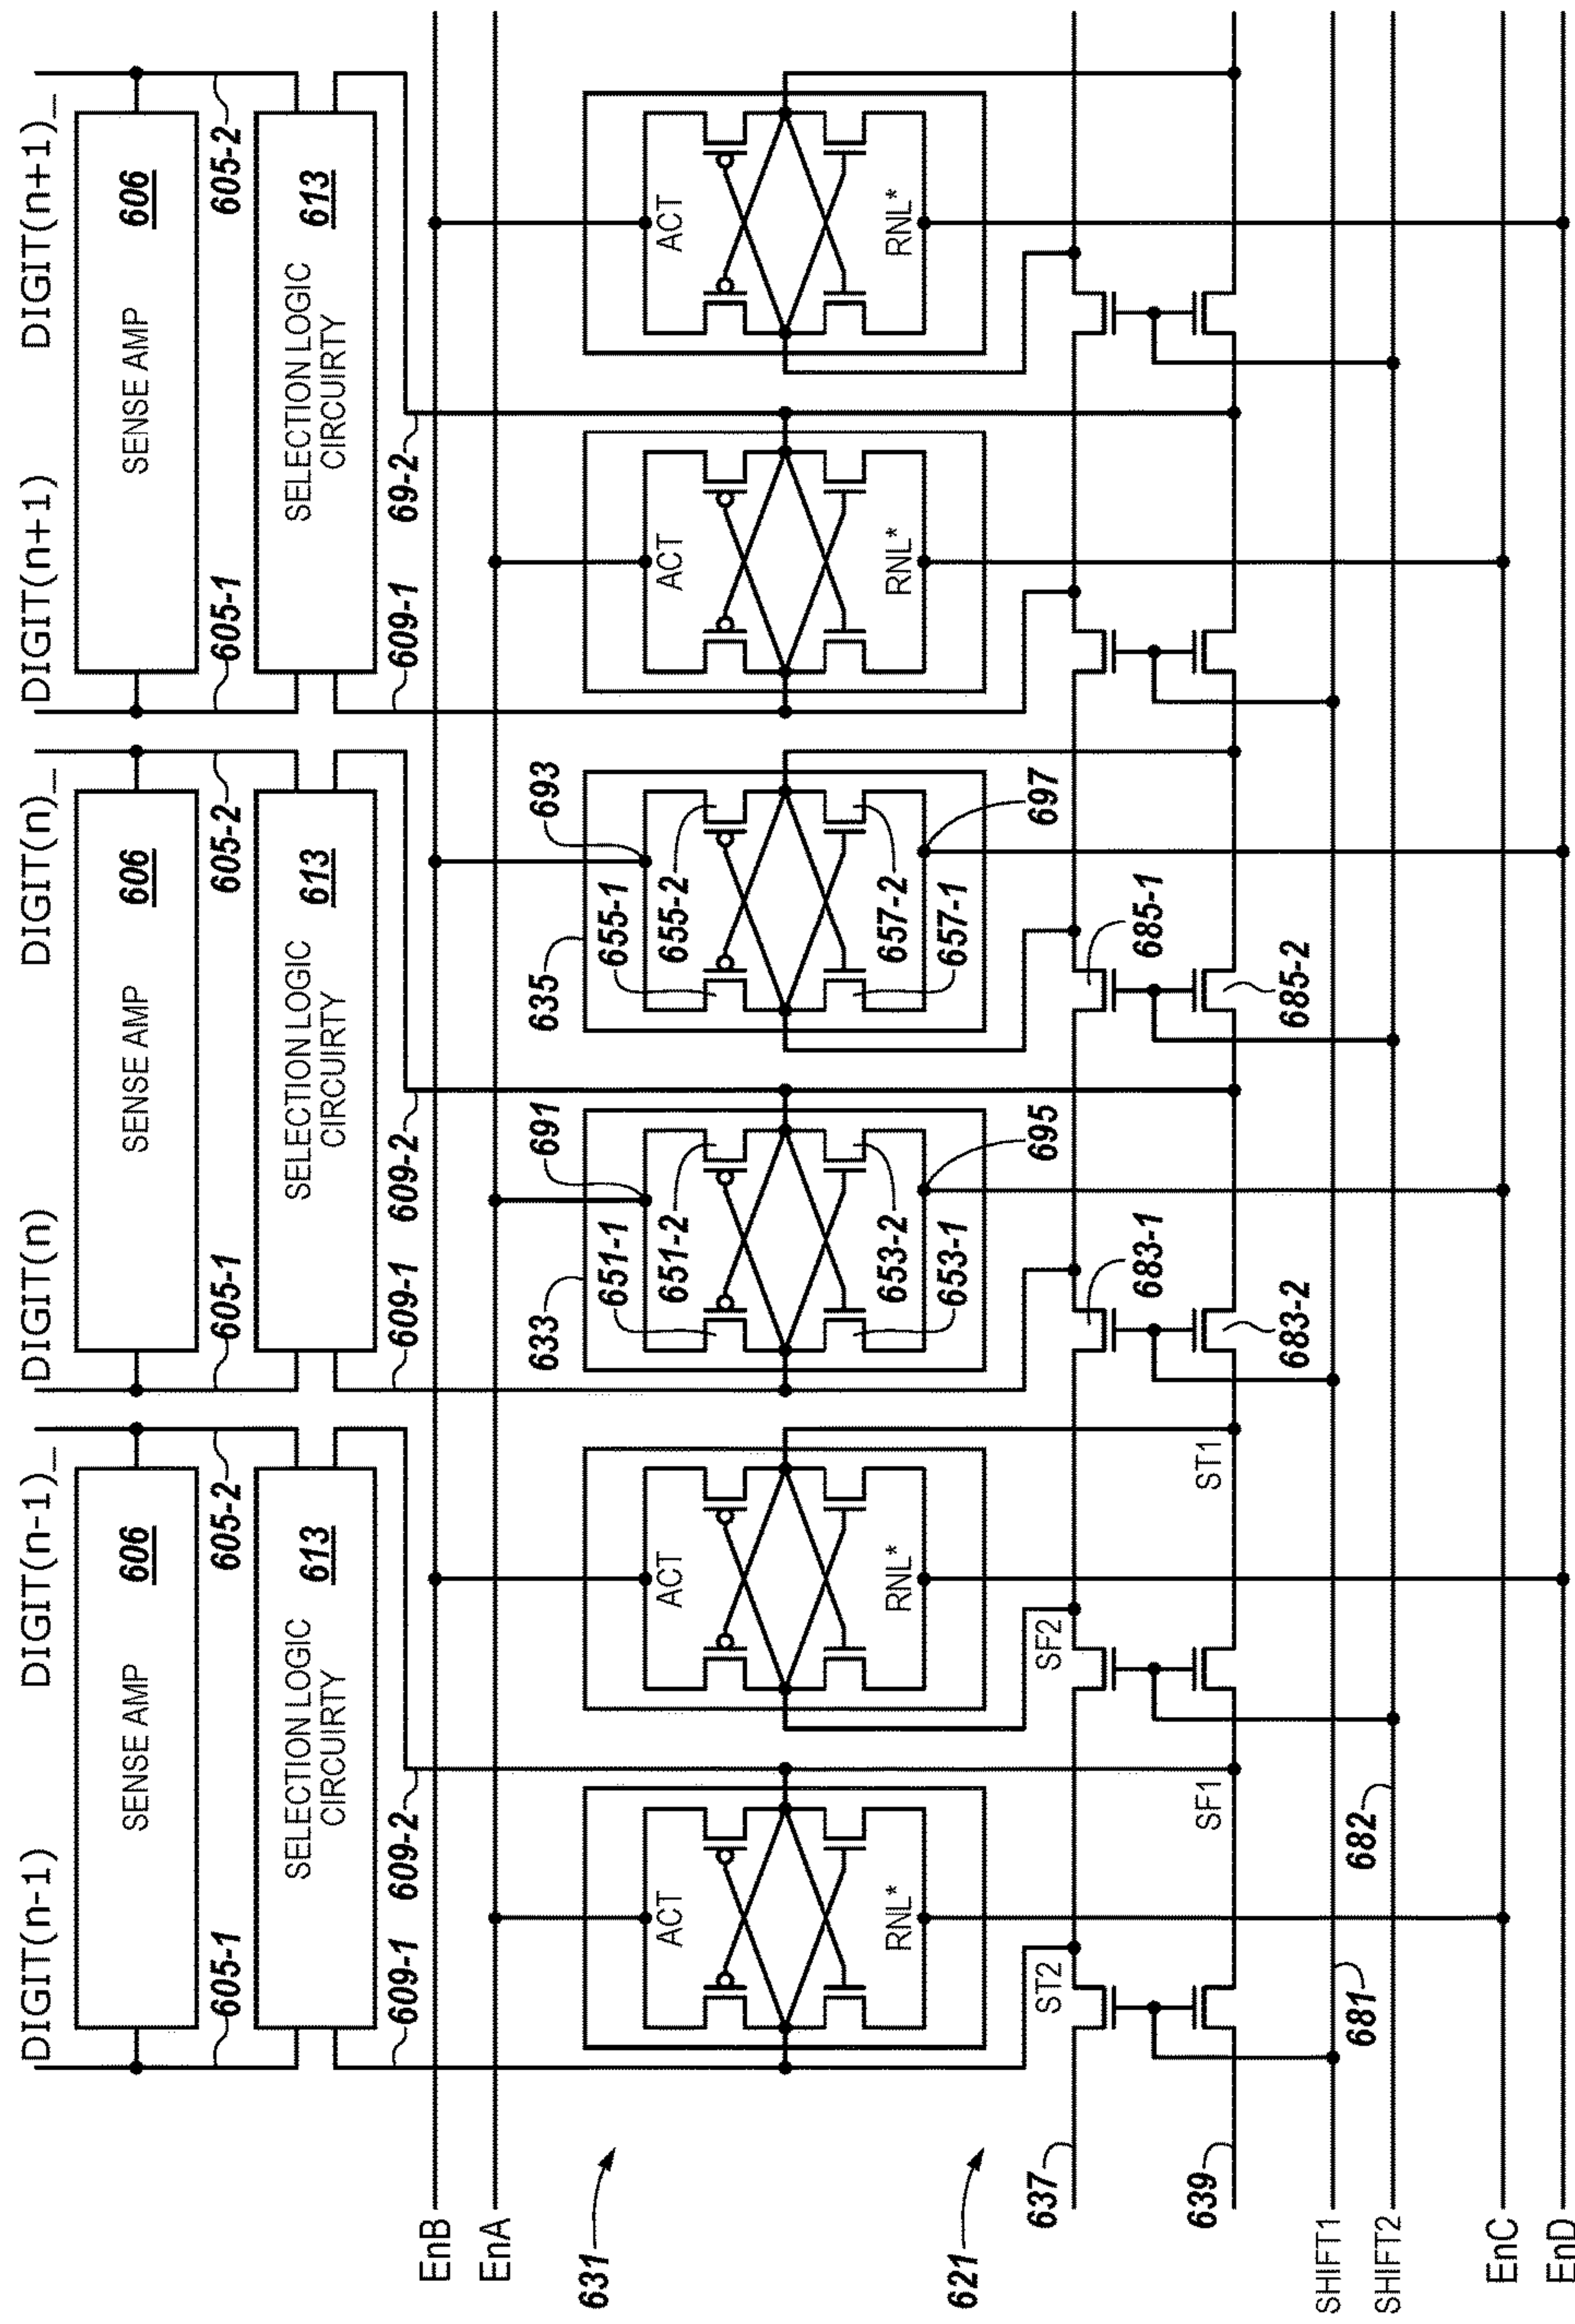 DIGIT(n-1)
DIGIT(n-1)_
DIGIT(n)
DIGIT(n)_
DIGIT(n+1)
DIGIT(n+1)_
SENSE AMP
606
SENSE AMP
606
SENSE AMP
606
605-1
605-2
605-1
605-2
605-1
605-2
SELECTION LOGIC
CIRCUIRTY
613
SELECTION LOGIC
CIRCUIRTY
613
SELECTION LOGIC
CIRCUIRTY
613
609-1
609-2
609-1
609-2
609-1
69-2
EnB
EnA
631
633
691
635
693
ACT
ACT
651-1
651-2
655-1
655-2
ACT
ACT
RNL*
RNL*
653-2
653-1
657-2
657-1
RNL*
RNL*
621
695
697
637
ST2
SF2
683-1
685-1
639
SF1
ST1
683-2
685-2
SHIFT1
681
SHIFT2
682
EnC
EnD